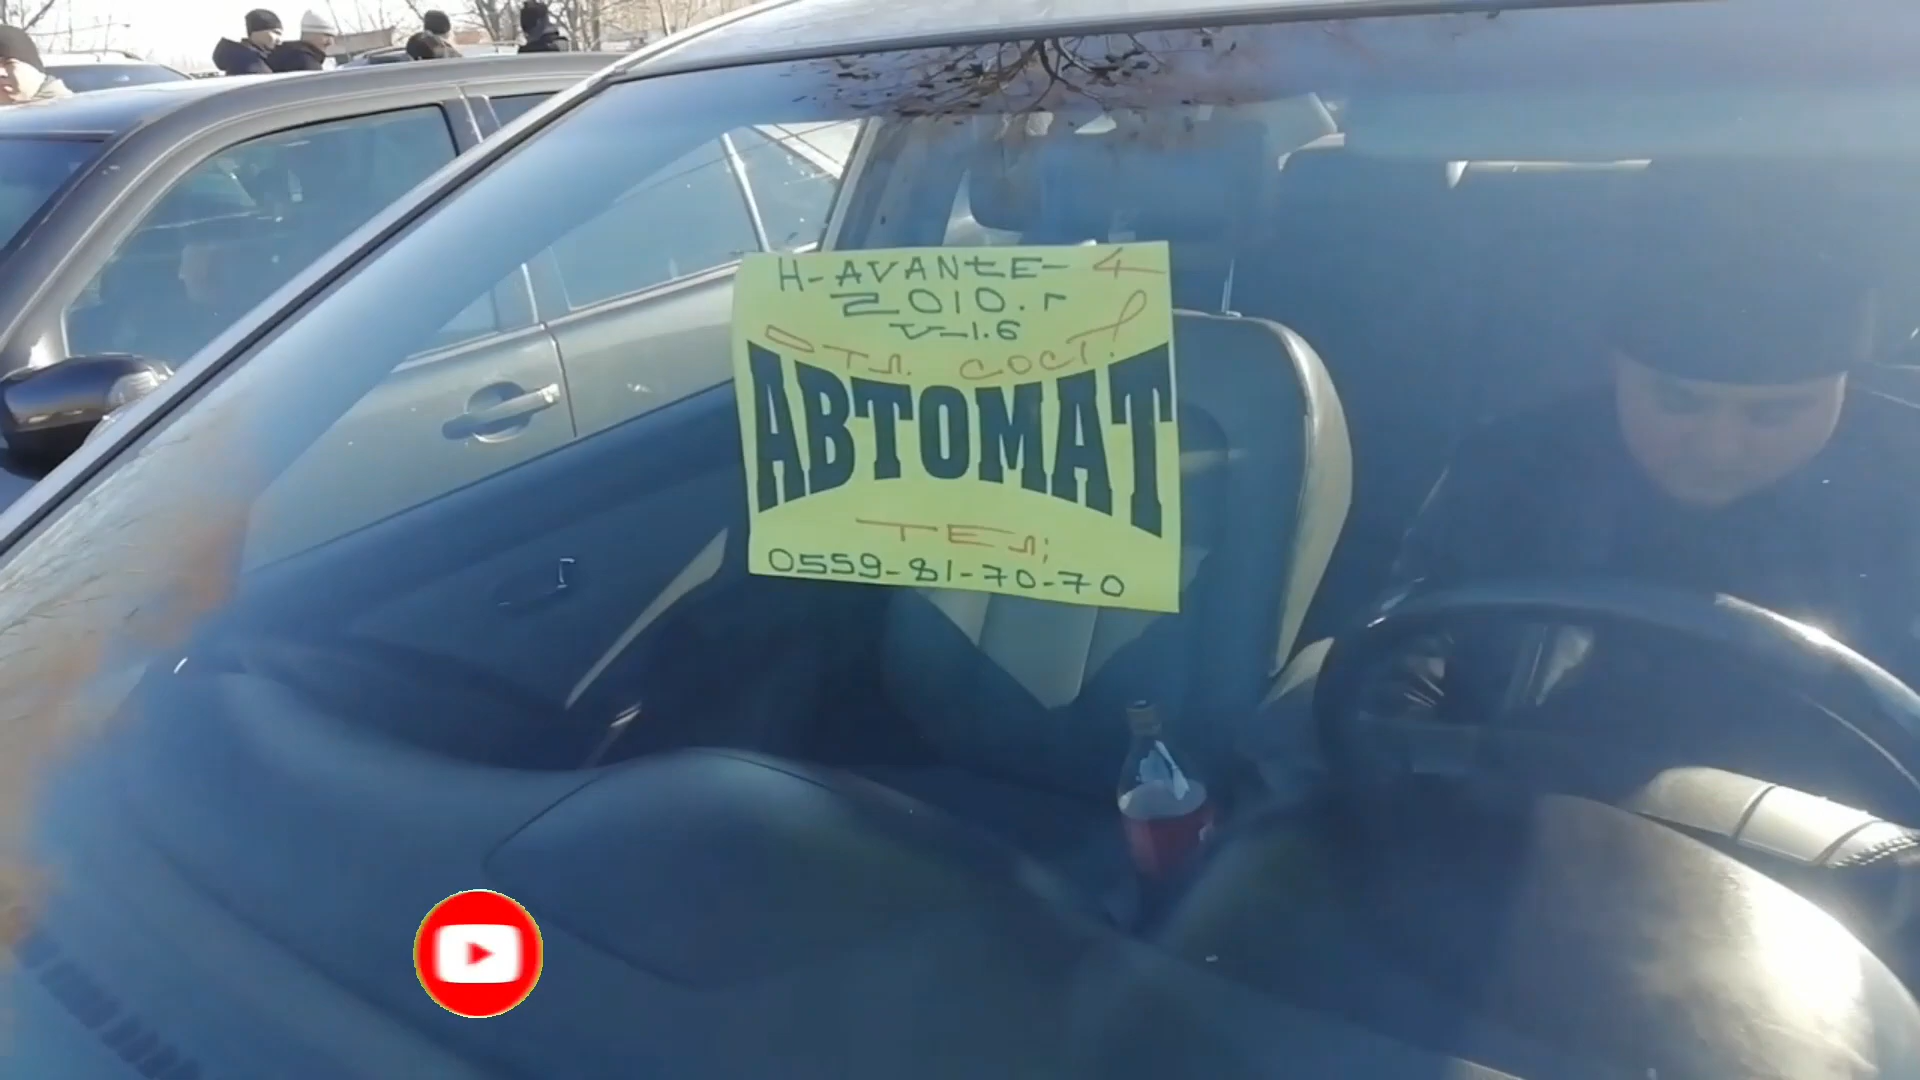 H-AVANTE-4
2010.г
V-1.6
ОТЛ. СОСТ!
АВТОМАТ
ТЕЛ;
0559-81-70-70